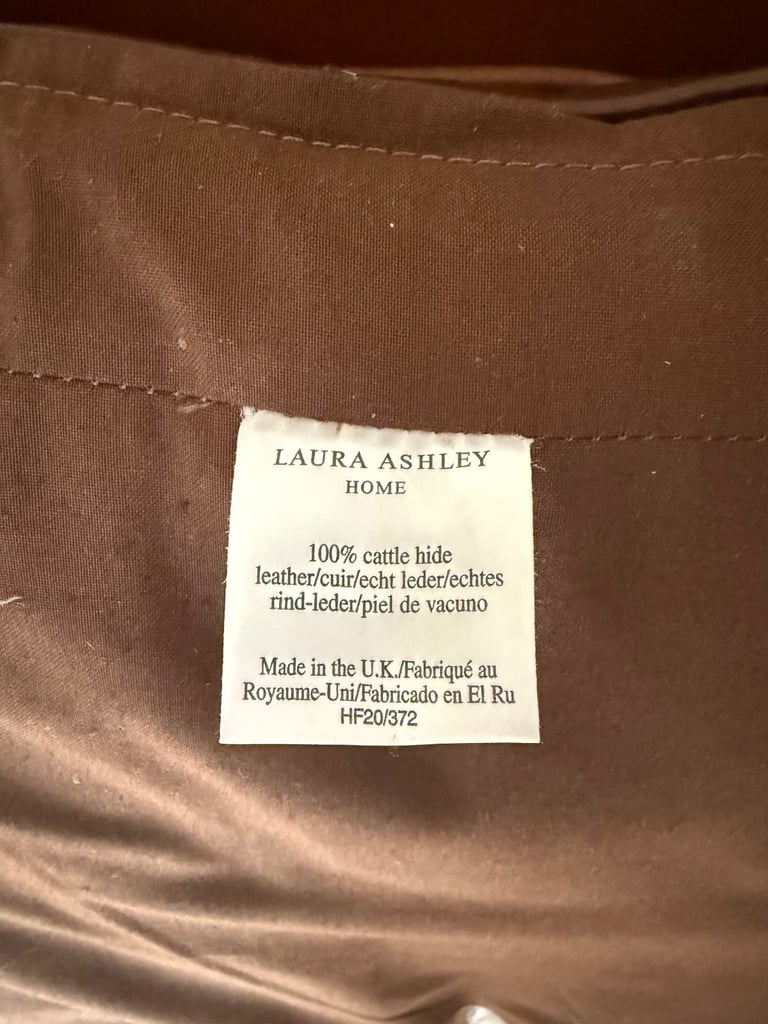 LAURA ASHLEY
HOME
100% cattle hide
leather/cuir/echt leder/echtes
rind-leder/piel de vacuno
Made in the U.K./Fabriqué au
Royaume-Uni/Fabricado en El Ru
HF20/372